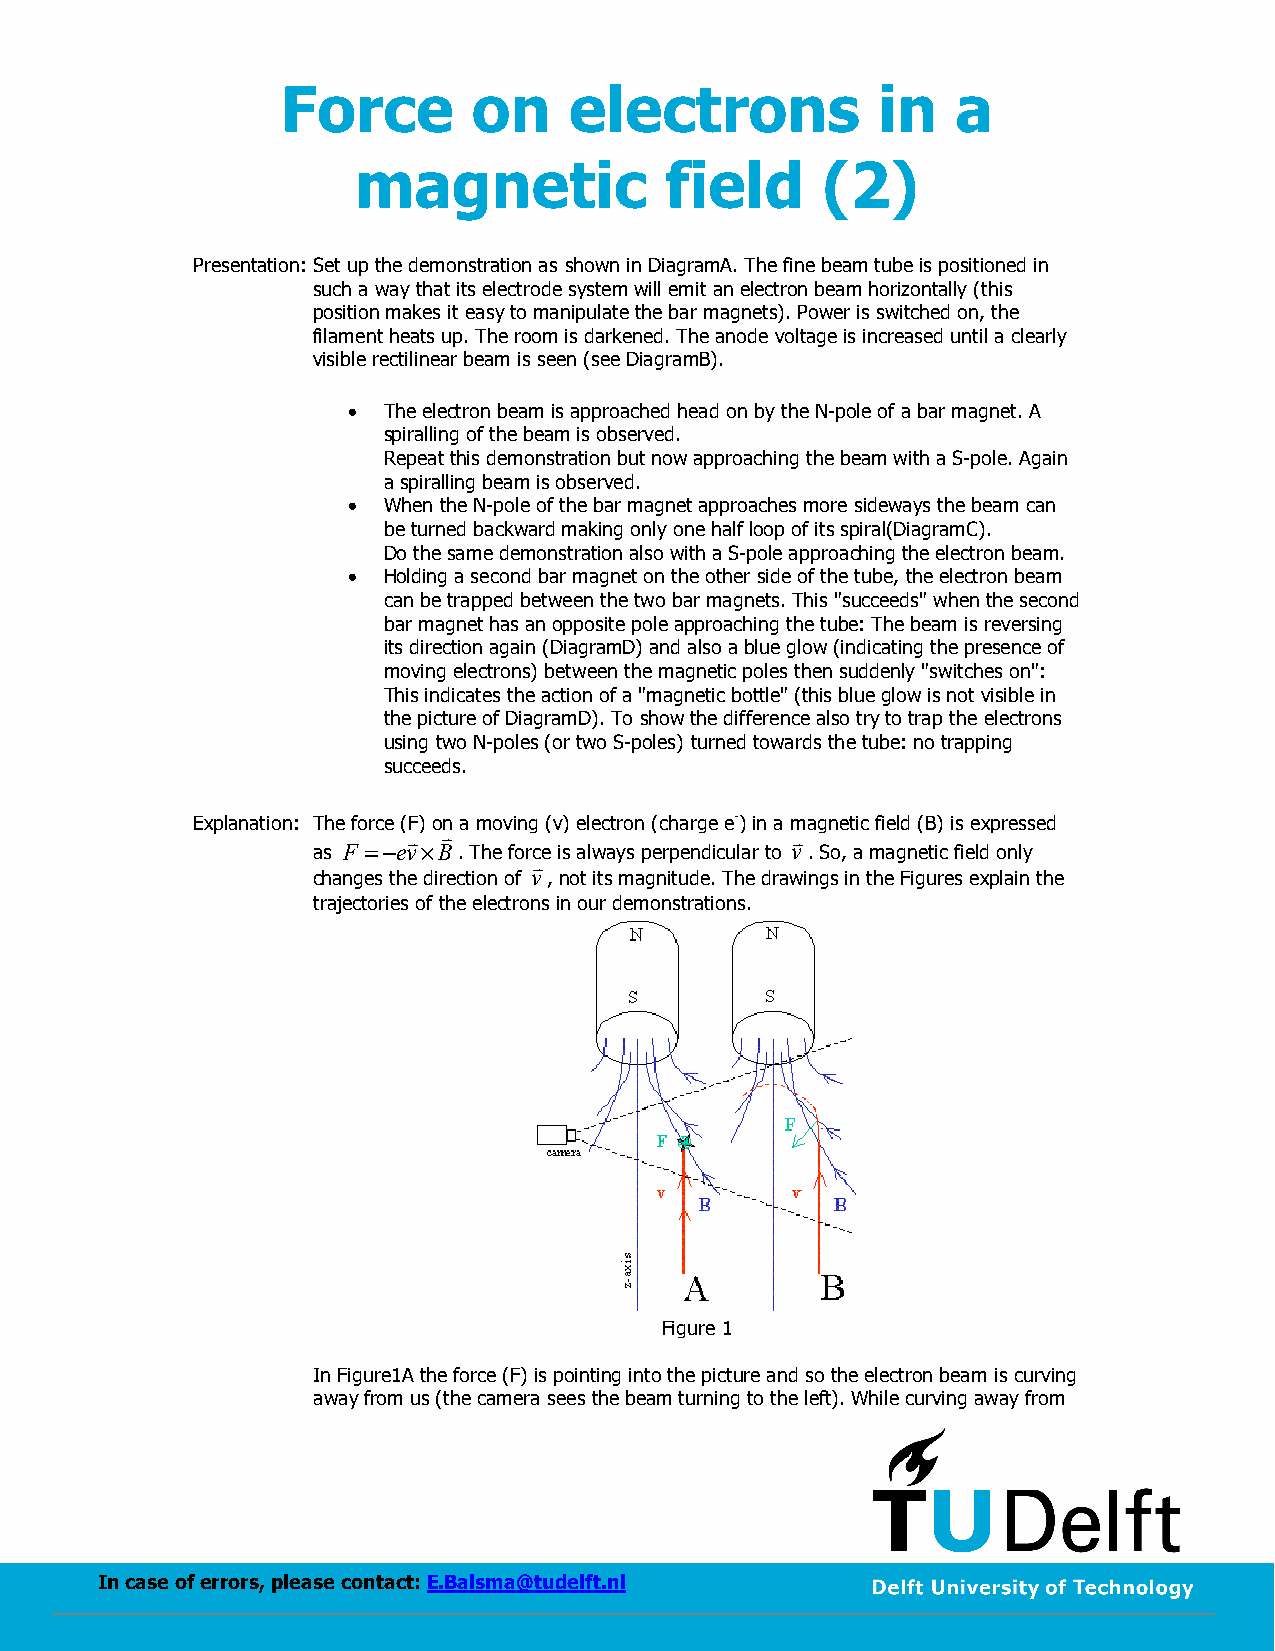 Force on electrons in a
magnetic field (2)
Presentation: Set up the demonstration as shown in DiagramA. The fine beam tube is positioned in
such a way that its electrode system will emit an electron beam horizontally (this
position makes it easy to manipulate the bar magnets). Power is switched on, the
filament heats up. The room is darkened. The anode voltage is increased until a clearly
visible rectilinear beam is seen (see DiagramB).
• The electron beam is approached head on by the N-pole of a bar magnet. A
spiralling of the beam is observed.
Repeat this demonstration but now approaching the beam with a S-pole. Again
a spiralling beam is observed.
• When the N-pole of the bar magnet approaches more sideways the beam can
be turned backward making only one half loop of its spiral(DiagramC).
Do the same demonstration also with a S-pole approaching the electron beam.
• Holding a second bar magnet on the other side of the tube, the electron beam
can be trapped between the two bar magnets. This "succeeds" when the second
bar magnet has an opposite pole approaching the tube: The beam is reversing
its direction again (DiagramD) and also a blue glow (indicating the presence of
moving electrons) between the magnetic poles then suddenly "switches on":
This indicates the action of a "magnetic bottle" (this blue glow is not visible in
the picture of DiagramD). To show the difference also try to trap the electrons
using two N-poles (or two S-poles) turned towards the tube: no trapping
succeeds.
Explanation: The force (F) on a moving (v) electron (charge e⁻) in a magnetic field (B) is expressed
as F = −ev⃗ × B⃗ . The force is always perpendicular to v⃗ . So, a magnetic field only
changes the direction of v⃗ , not its magnitude. The drawings in the Figures explain the
trajectories of the electrons in our demonstrations.
N N
S S
F
F
camera
v v
B B
z-axis
A B
Figure 1
In Figure1A the force (F) is pointing into the picture and so the electron beam is curving
away from us (the camera sees the beam turning to the left). While curving away from
TUDelft
In case of errors, please contact: E.Balsma@tudelft.nl
Delft University of Technology